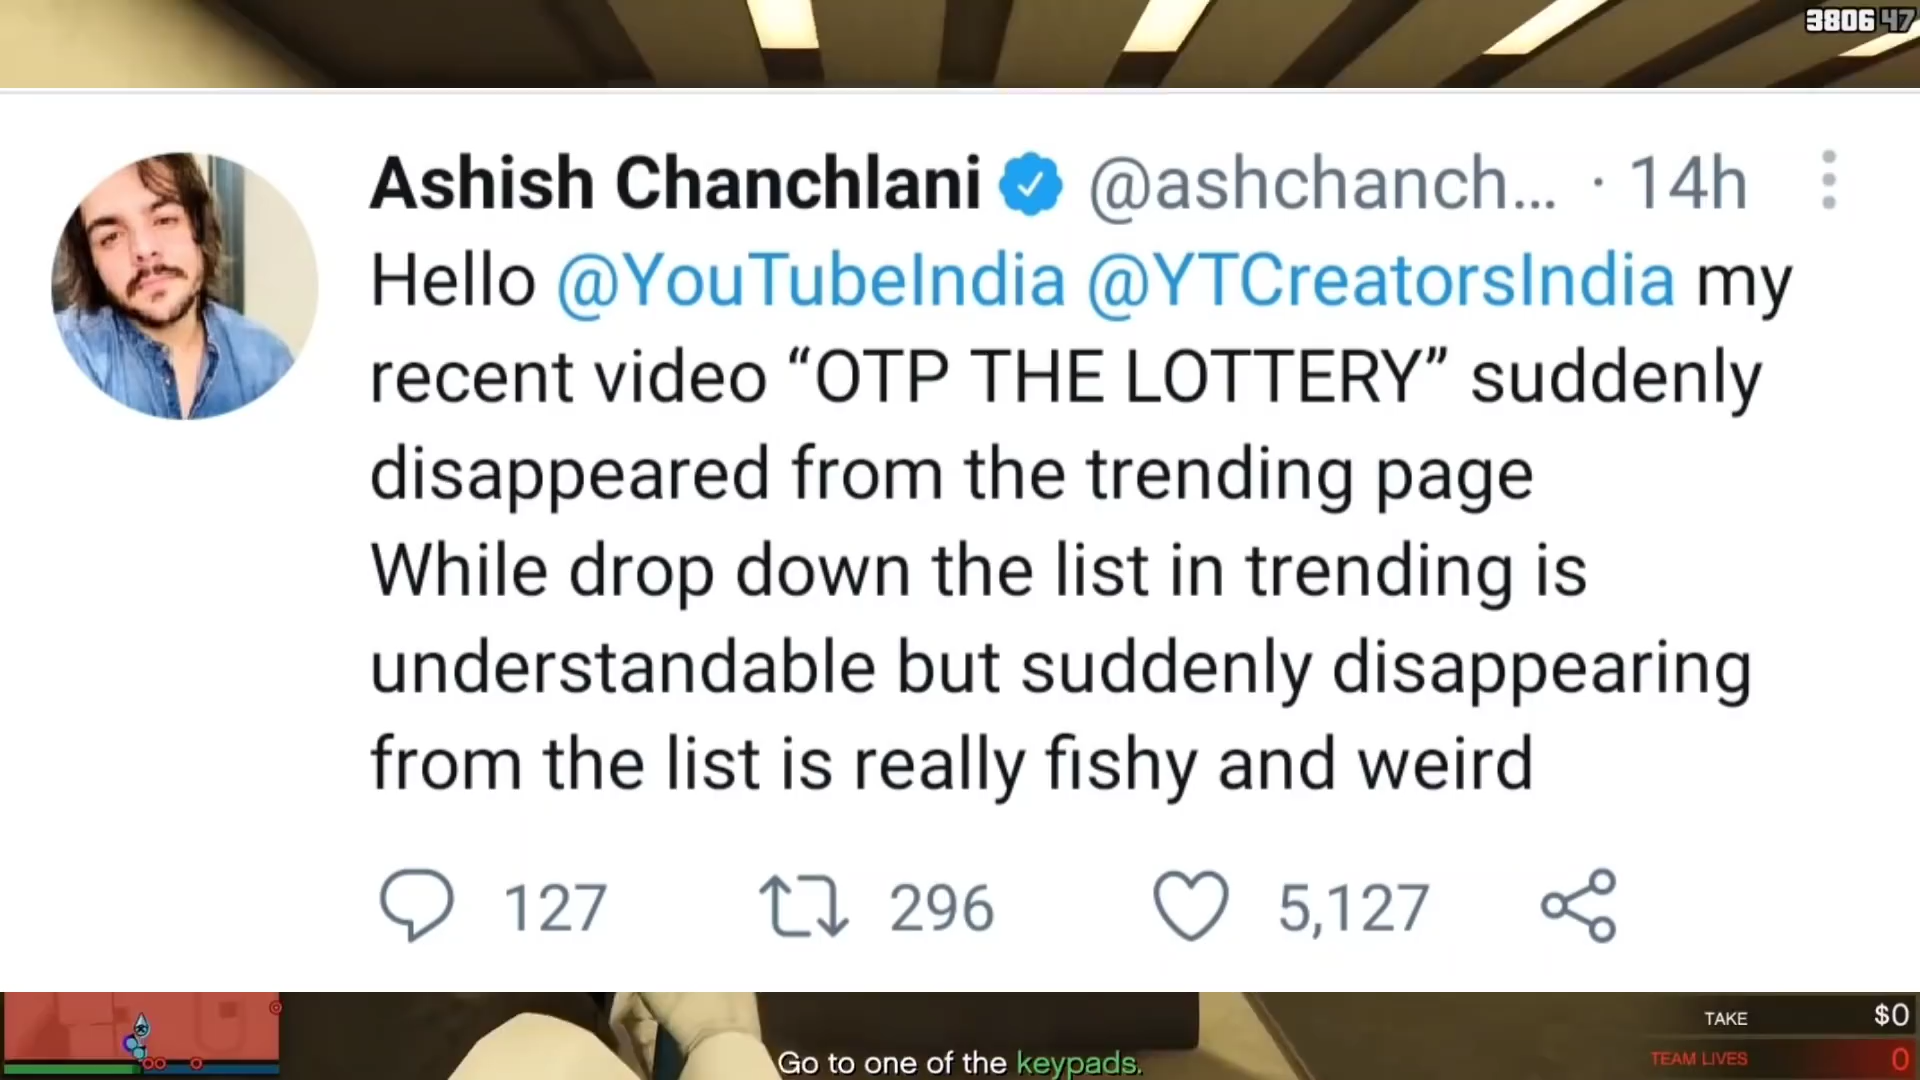 3806 47
Ashish Chanchlani @ashchanch... · 14h
Hello @YouTubeIndia @YTCreatorsIndia my
recent video “OTP THE LOTTERY” suddenly
disappeared from the trending page
While drop down the list in trending is
understandable but suddenly disappearing
from the list is really fishy and weird
127 296 5,127
TAKE $0
TEAM LIVES 0
Go to one of the keypads.